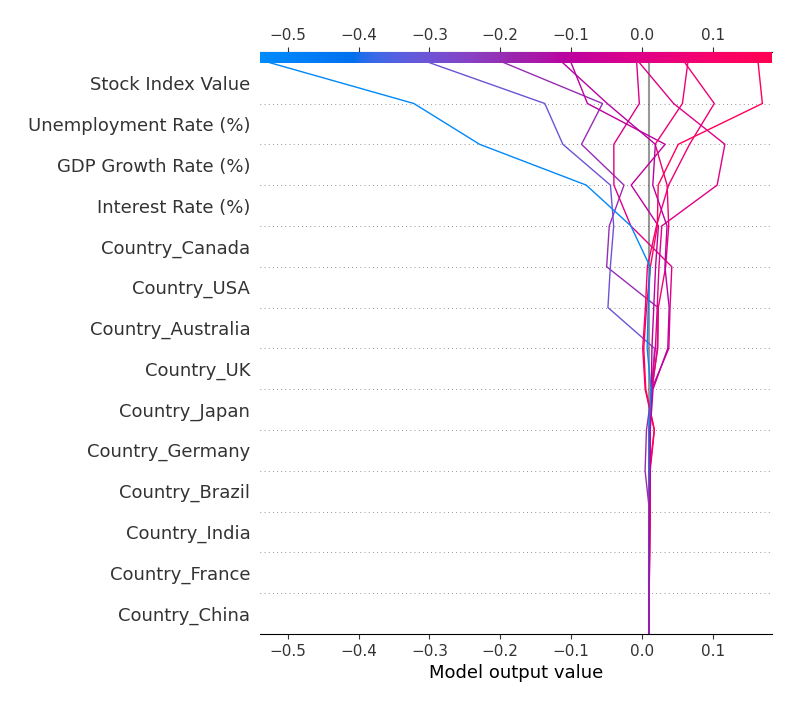 −0.5 −0.4 −0.3 −0.2 −0.1 0.0 0.1
Stock Index Value
Unemployment Rate (%)
GDP Growth Rate (%)
Interest Rate (%)
Country_Canada
Country_USA
Country_Australia
Country_UK
Country_Japan
Country_Germany
Country_Brazil
Country_India
Country_France
Country_China
−0.5 −0.4 −0.3 −0.2 −0.1 0.0 0.1
Model output value